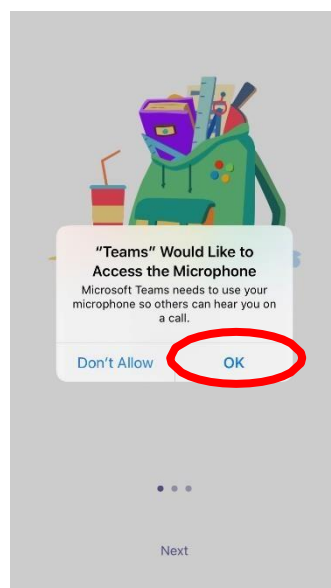 “Teams” Would Like to
Access the Microphone
Microsoft Teams needs to use your
microphone so others can hear you on
a call.
Don’t Allow
OK
Next